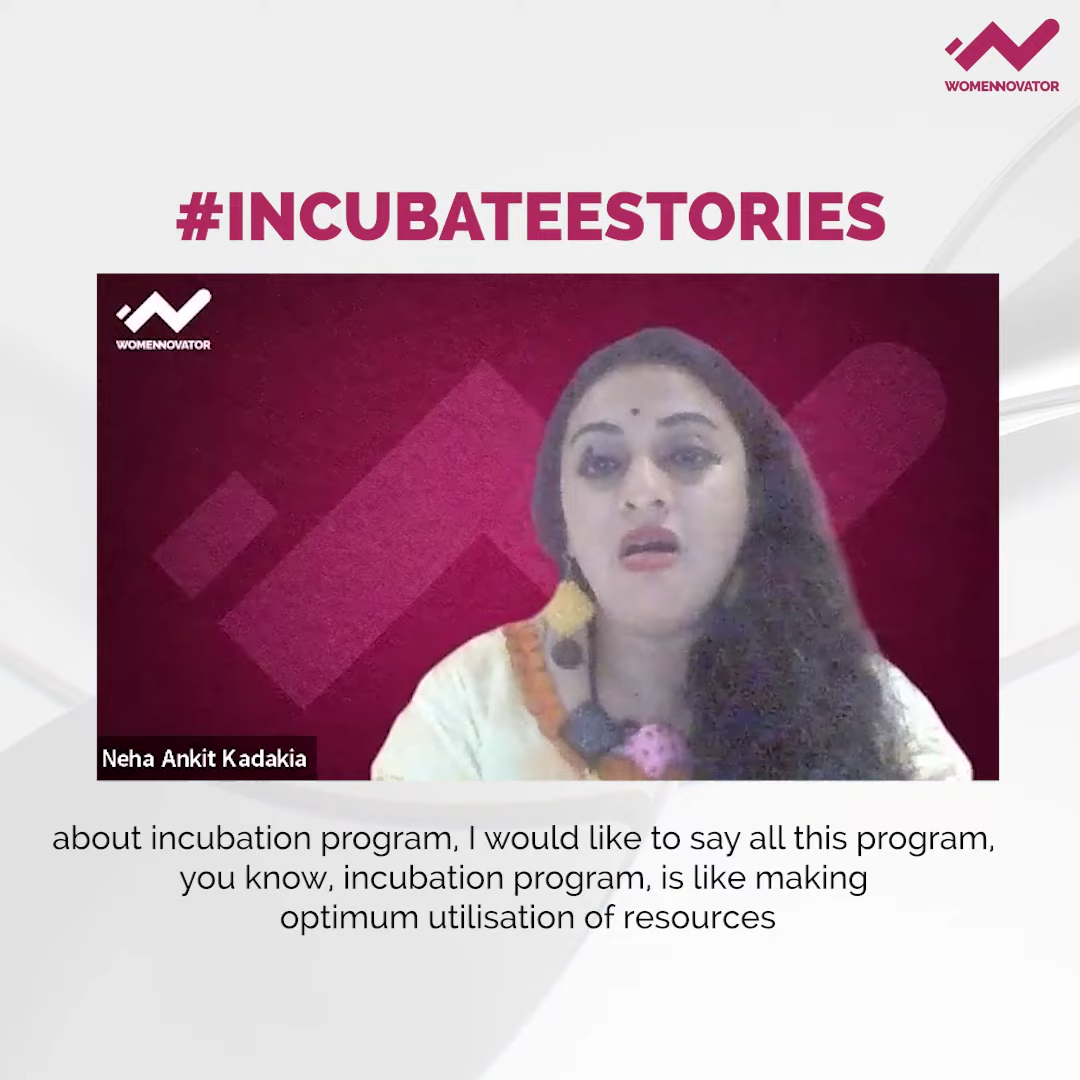 WOMENNOVATOR
#INCUBATEESTORIES
WOMENNOVATOR
Neha Ankit Kadakia
about incubation program, I would like to say all this program,
you know, incubation program, is like making
optimum utilisation of resources